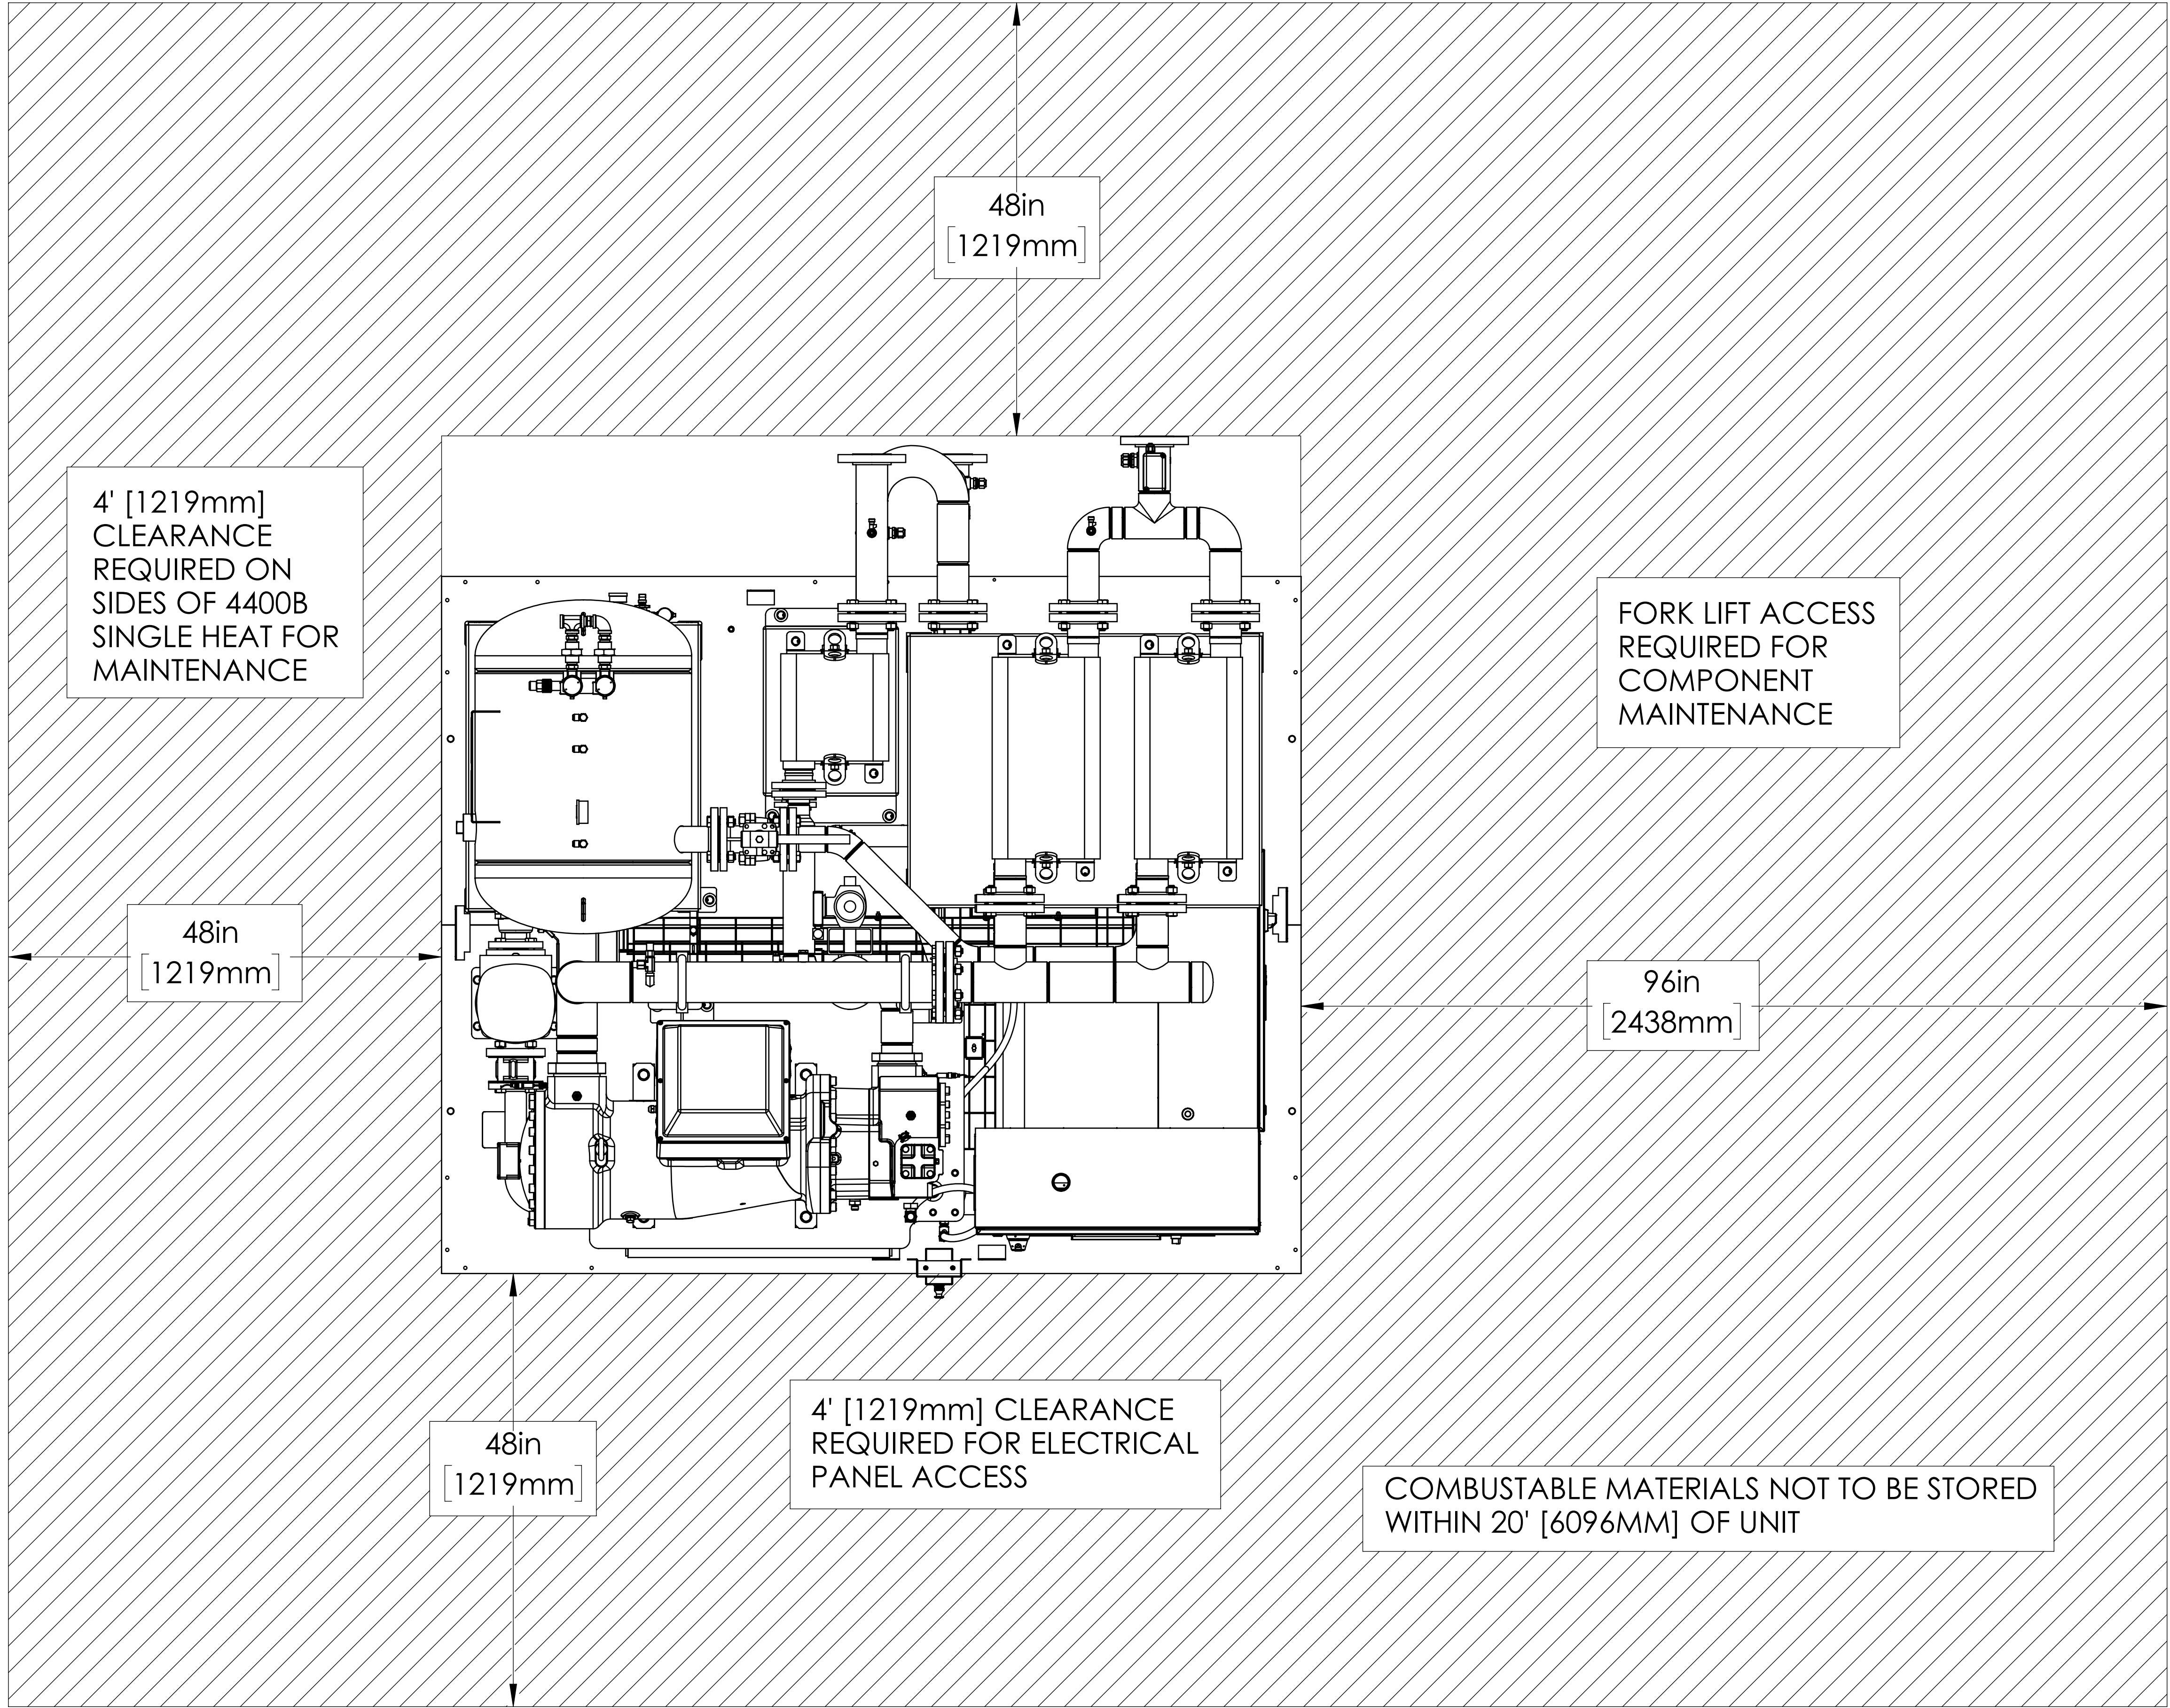 48in
[1219mm]
4' [1219mm]
CLEARANCE
REQUIRED ON
SIDES OF 4400B
SINGLE HEAT FOR
MAINTENANCE
FORK LIFT ACCESS
REQUIRED FOR
COMPONENT
MAINTENANCE
48in
[1219mm]
96in
[2438mm]
48in
[1219mm]
4' [1219mm] CLEARANCE
REQUIRED FOR ELECTRICAL
PANEL ACCESS
COMBUSTABLE MATERIALS NOT TO BE STORED
WITHIN 20' [6096MM] OF UNIT